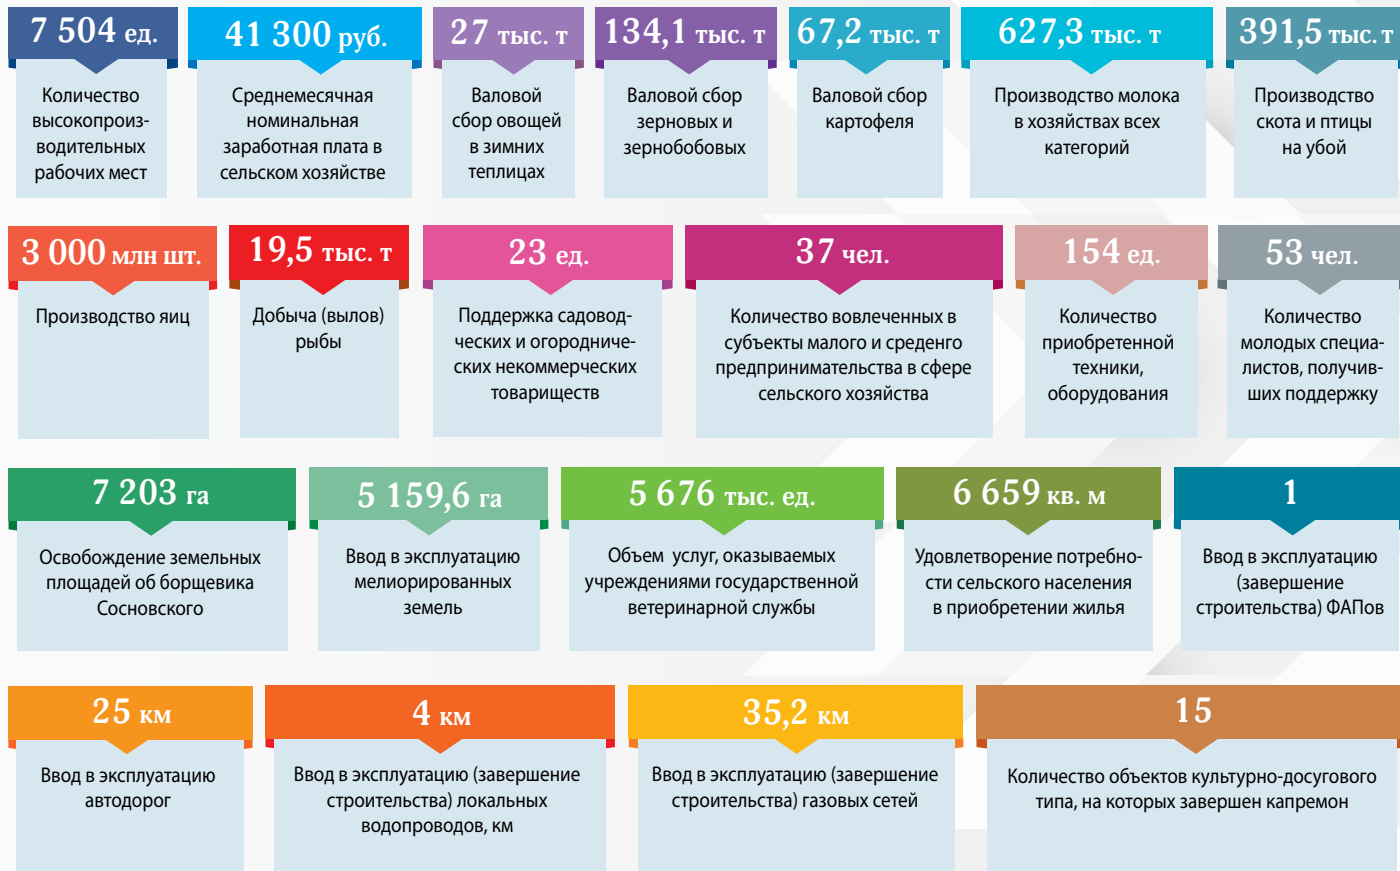 7 504 ед.
Количество
высокопроиз-
водительных
рабочих мест
41 300 руб.
Среднемесячная
номинальная
заработная плата в
сельском хозяйстве
27 тыс. т
Валовой
сбор овощей
в зимних
теплицах
134,1 тыс. т
Валовой сбор
зерновых и
зернобобовых
67,2 тыс. т
Валовой сбор
картофеля
627,3 тыс. т
Производство молока
в хозяйствах всех
категорий
391,5 тыс. т
Производство
скота и птицы
на убой
3 000 млн шт.
Производство яиц
19,5 тыс. т
Добыча (вылов)
рыбы
23 ед.
Поддержка садовод-
ческих и огородниче-
ских некоммерческих
товариществ
37 чел.
Количество вовлеченных в
субъекты малого и среденго
предпринимательства в сфере
сельского хозяйства
154 ед.
Количество
приобретенной
техники,
оборудования
53 чел.
Количество
молодых специа-
листов, получив-
ших поддержку
7 203 га
Освобождение земельных
площадей об борщевика
Сосновского
5 159,6 га
Ввод в эксплуатацию
мелиорированных
земель
5 676 тыс. ед.
Объем услуг, оказываемых
учреждениями государственной
ветеринарной службы
6 659 кв. м
Удовлетворение потребно-
сти сельского населения
в приобретении жилья
1
Ввод в эксплуатацию
(завершение
строительства) ФАПов
25 км
Ввод в эксплуатацию
автодорог
4 км
Ввод в эксплуатацию (завершение
строительства) локальных
водопроводов, км
35,2 км
Ввод в эксплуатацию (завершение
строительства) газовых сетей
15
Количество объектов культурно-досугового
типа, на которых завершен капремон